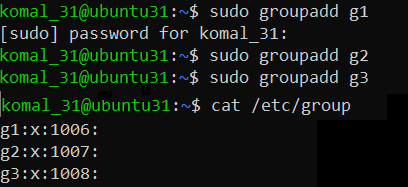 komal_31@ubuntu31:~$ sudo groupadd g1
[sudo] password for komal_31:
komal_31@ubuntu31:~$ sudo groupadd g2
komal_31@ubuntu31:~$ sudo groupadd g3
komal_31@ubuntu31:~$ cat /etc/group
g1:x:1006:
g2:x:1007:
g3:x:1008: